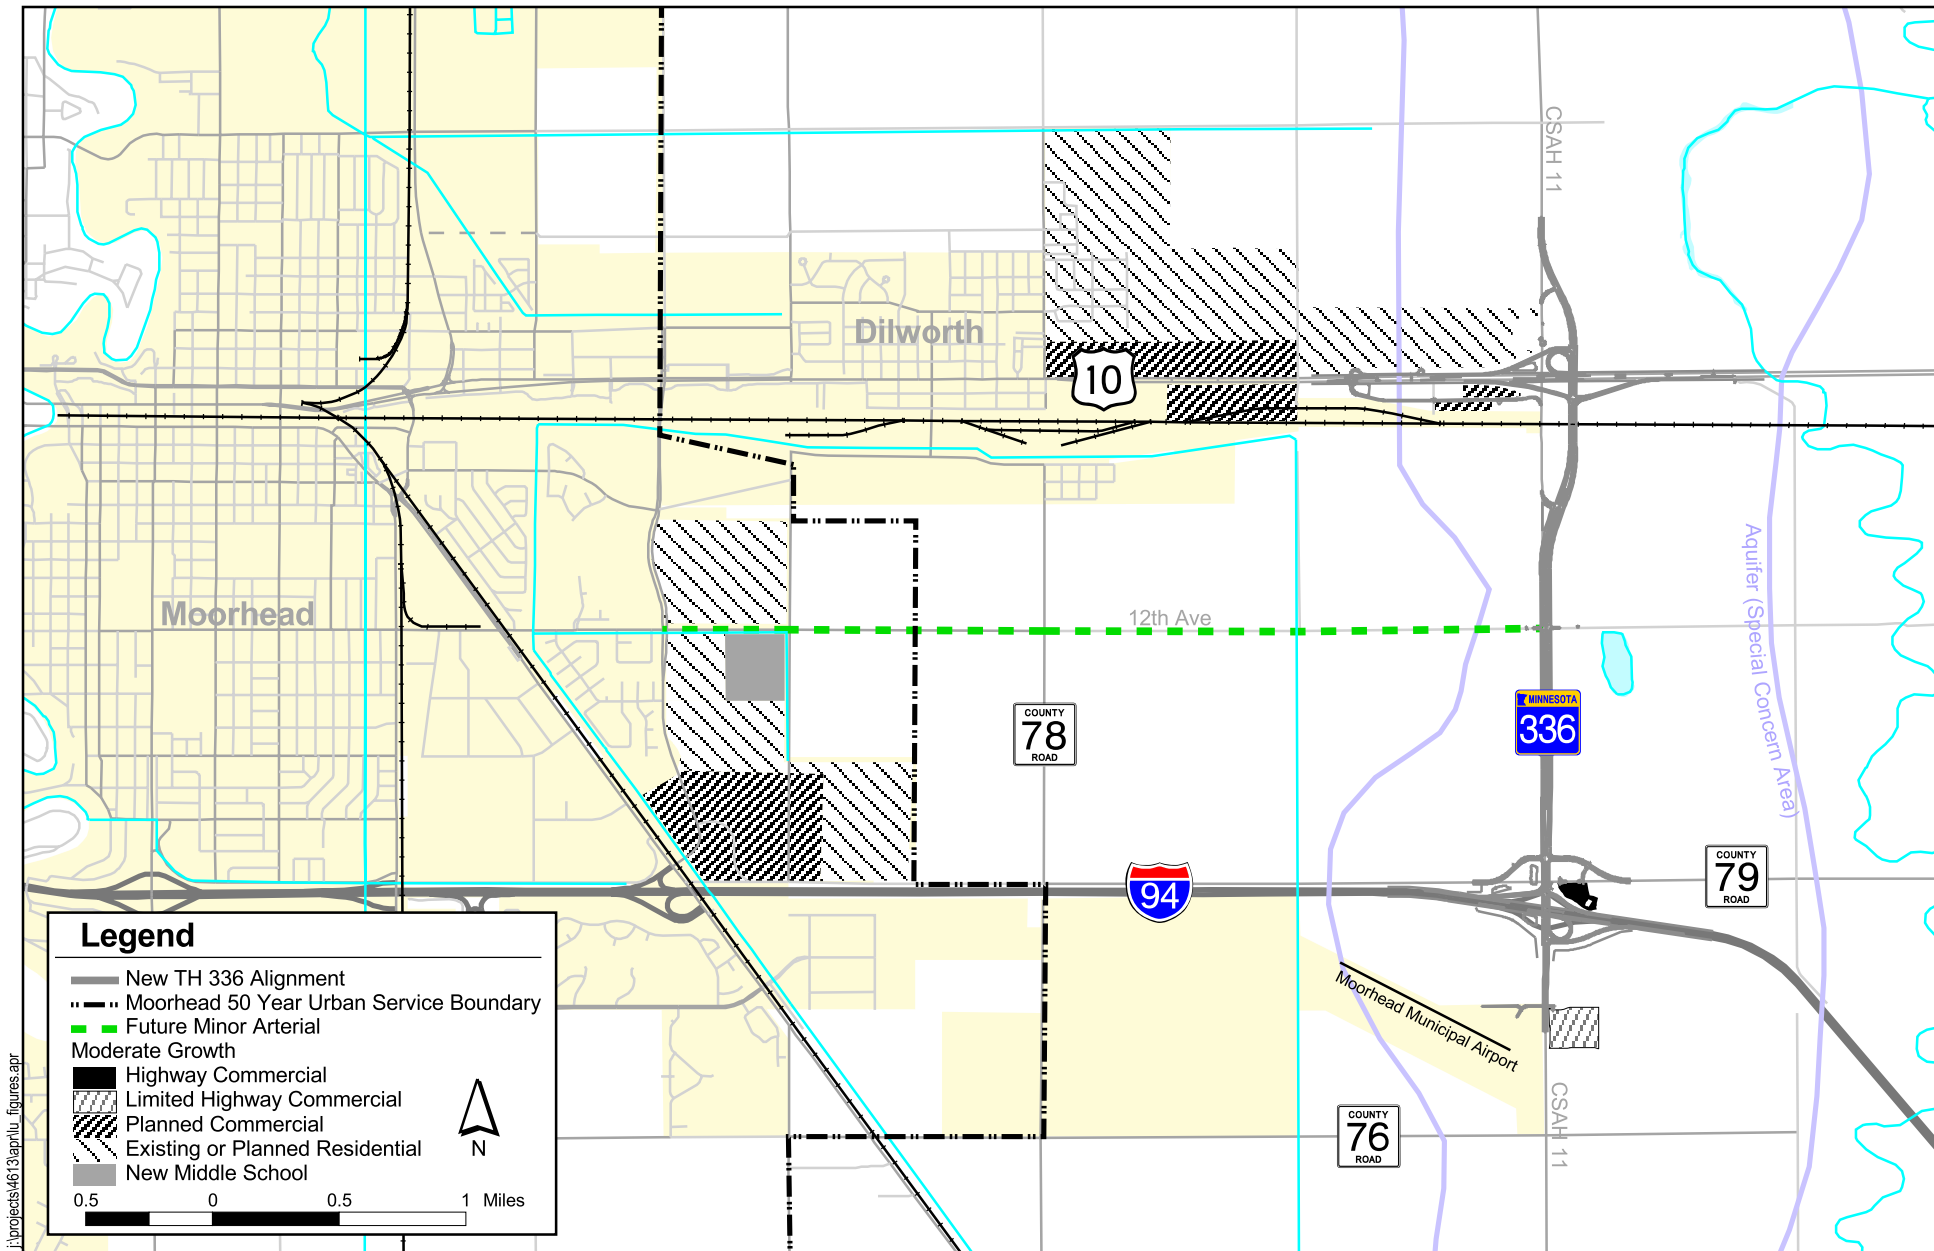 CSAH 11
Dilworth
10
Moorhead
12th Ave
Aquifer (Special Concern Area)
MINNESOTA
336
COUNTY
78
ROAD
COUNTY
79
ROAD
94
Moorhead Municipal Airport
CSAH 11
COUNTY
76
ROAD
Legend
New TH 336 Alignment
Moorhead 50 Year Urban Service Boundary
Future Minor Arterial
Moderate Growth
Highway Commercial
Limited Highway Commercial
Planned Commercial
Existing or Planned Residential
New Middle School
N
0.5 0 0.5 1 Miles
j:\projects\4613\apr\lu_figures.apr